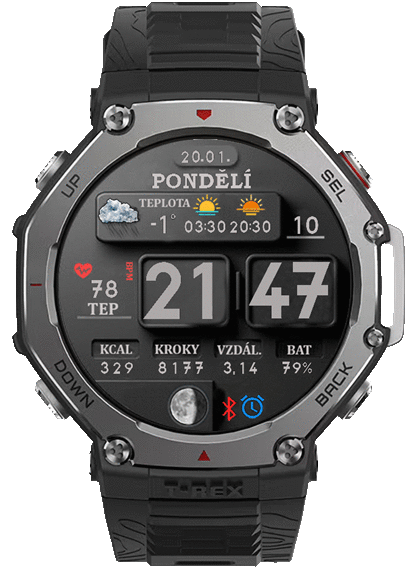 20.01.
PONDĚLÍ
UP
SEL
TEPLOTA
-1° 03:30 20:30
10
BPM
78
TEP
21 47
KCAL KROKY VZDÁL. BAT
329 8177 3,14 79%
DOWN
BACK
T-REX